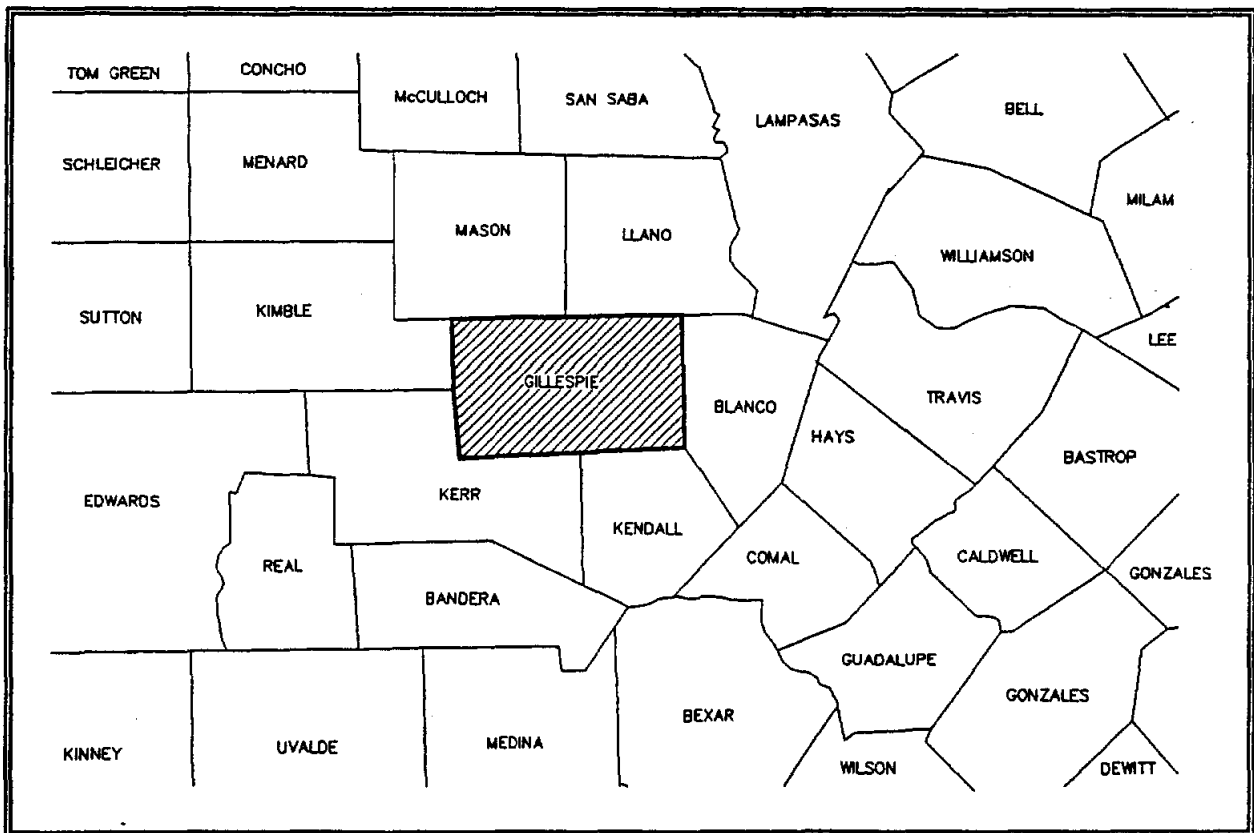 TOM GREEN
CONCHO
McCULLOCH
SAN SABA
LAMPASAS
BELL
SCHLEICHER
MENARD
MILAM
MASON
LLANO
WILLIAMSON
SUTTON
KIMBLE
LEE
GILLESPIE
BLANCO
TRAVIS
HAYS
BASTROP
EDWARDS
KERR
KENDALL
COMAL
CALDWELL
GONZALES
REAL
BANDERA
GUADALUPE
GONZALES
BEXAR
KINNEY
UVALDE
MEDINA
WILSON
DEWITT